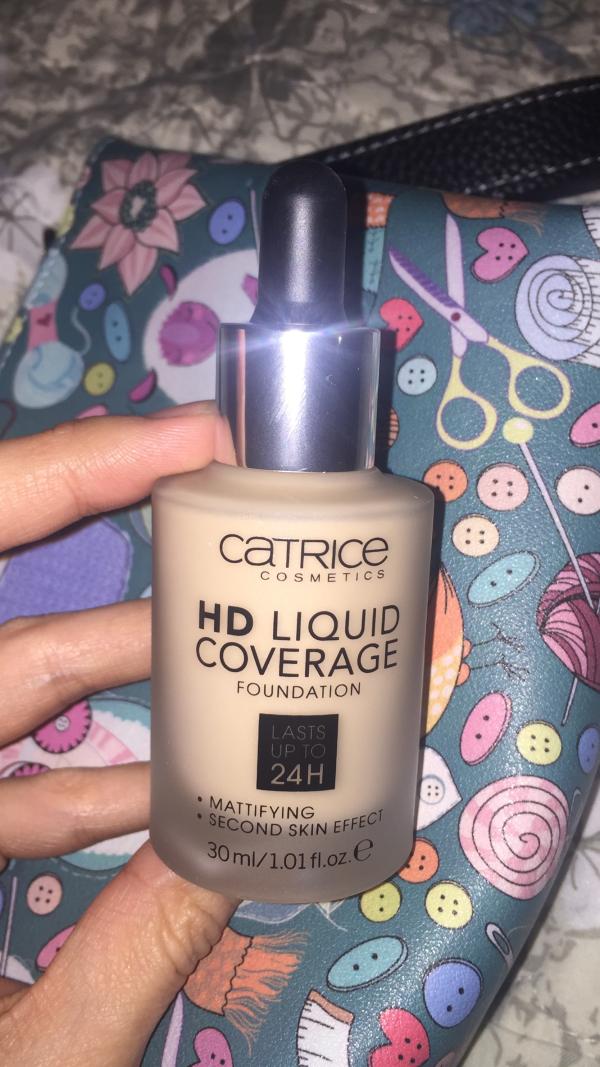 CATRICE
COSMETICS
HD LIQUID
COVERAGE
FOUNDATION
LASTS
UP TO
24H
• MATTIFYING
• SECOND SKIN EFFECT
30 ml/1.01 fl.oz. ℮